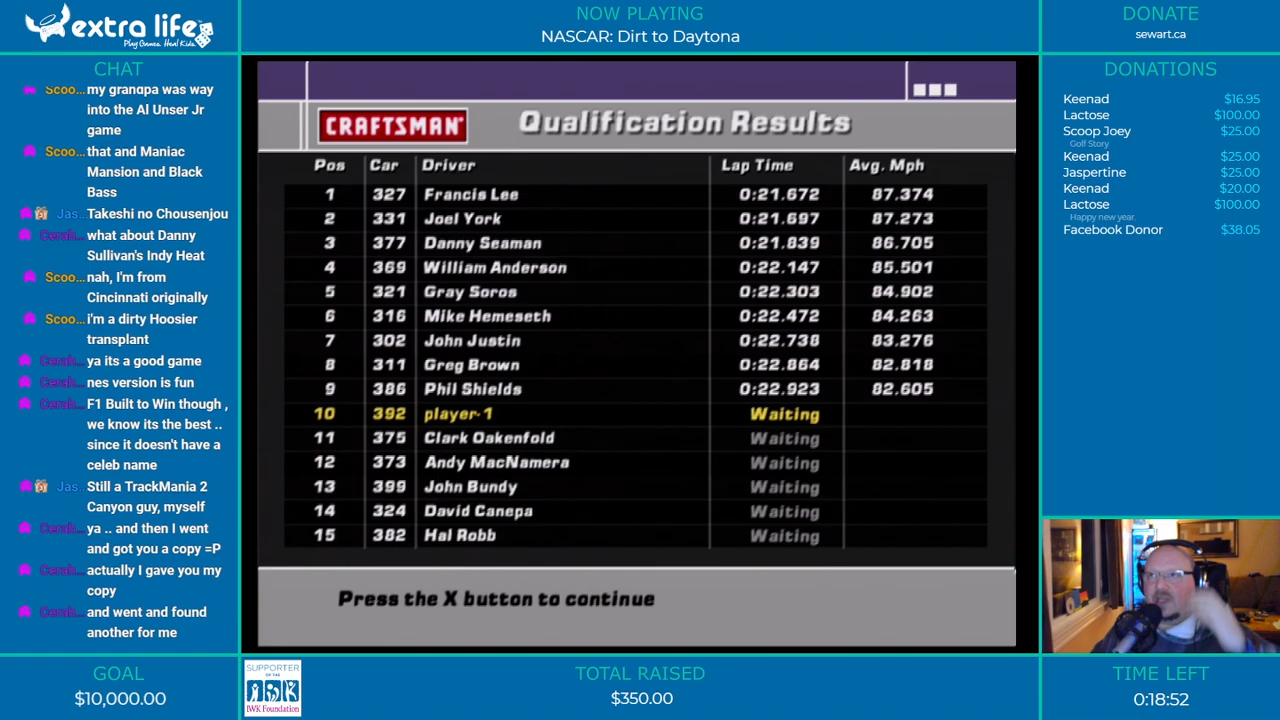 extra life
Play Games. Heal Kids.
NOW PLAYING
NASCAR: Dirt to Daytona
DONATE
sewart.ca
CHAT
Scoo... my grandpa was way
into the Al Unser Jr
game
Scoo... that and Maniac
Mansion and Black
Bass
Jas... Takeshi no Chousenjou
Cerah... what about Danny
Sullivan's Indy Heat
Scoo... nah, I'm from
Cincinnati originally
Scoo... i'm a dirty Hoosier
transplant
Cerah... ya its a good game
Cerah... nes version is fun
Cerah... F1 Built to Win though ,
we know its the best ..
since it doesn't have a
celeb name
Jas... Still a TrackMania 2
Canyon guy, myself
Cerah... ya .. and then I went
and got you a copy =P
Cerah... actually I gave you my
copy
Cerah... and went and found
another for me
CRAFTSMAN
Qualification Results
Pos Car Driver Lap Time Avg. Mph
1 327 Francis Lee 0:21.672 87.374
2 331 Joel York 0:21.697 87.273
3 377 Danny Seaman 0:21.839 86.705
4 369 William Anderson 0:22.147 85.501
5 321 Gray Soros 0:22.303 84.902
6 316 Mike Hemeseth 0:22.472 84.263
7 302 John Justin 0:22.738 83.276
8 311 Greg Brown 0:22.864 82.818
9 386 Phil Shields 0:22.923 82.605
10 392 player-1 Waiting
11 375 Clark Oakenfold Waiting
12 373 Andy MacNamera Waiting
13 399 John Bundy Waiting
14 324 David Canepa Waiting
15 382 Hal Robb Waiting
Press the X button to continue
DONATIONS
Keenad $16.95
Lactose $100.00
Scoop Joey $25.00
Golf Story
Keenad $25.00
Jaspertine $25.00
Keenad $20.00
Lactose $100.00
Happy new year.
Facebook Donor $38.05
GOAL
$10,000.00
SUPPORTER
OF THE
IWK
IWK Foundation
TOTAL RAISED
$350.00
TIME LEFT
0:18:52